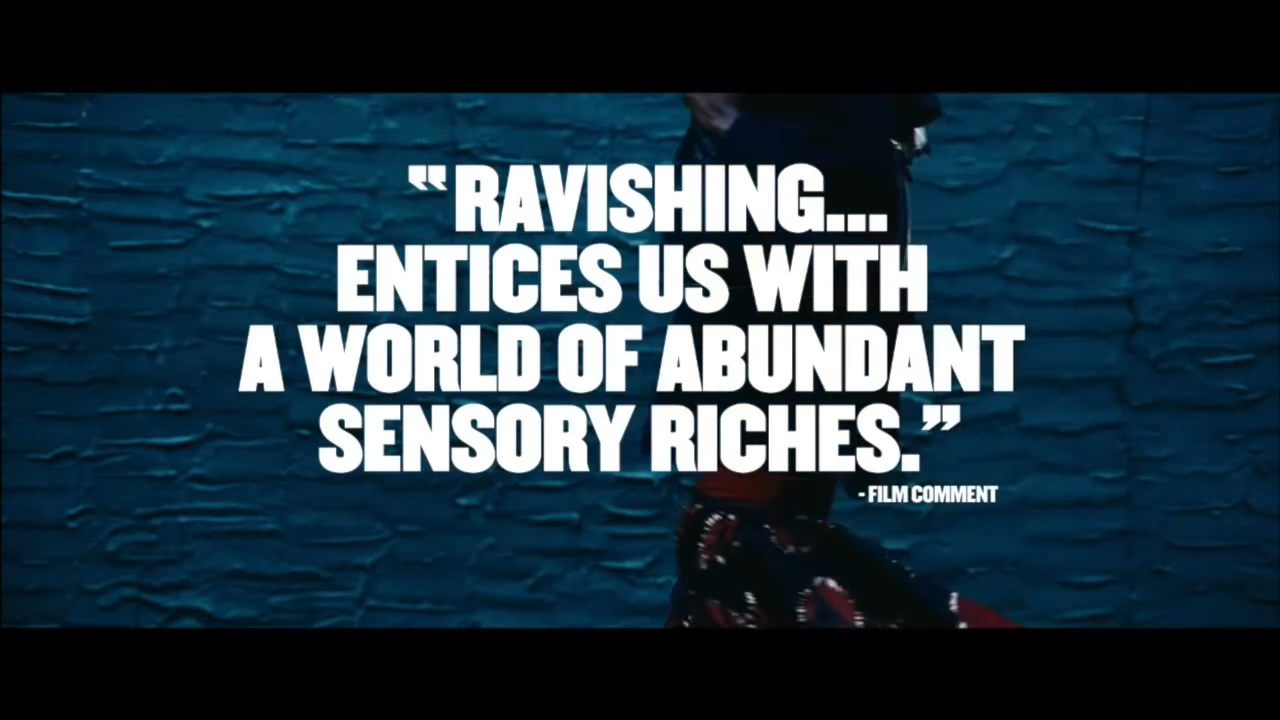 “RAVISHING...
ENTICES US WITH
A WORLD OF ABUNDANT
SENSORY RICHES.”
- FILM COMMENT